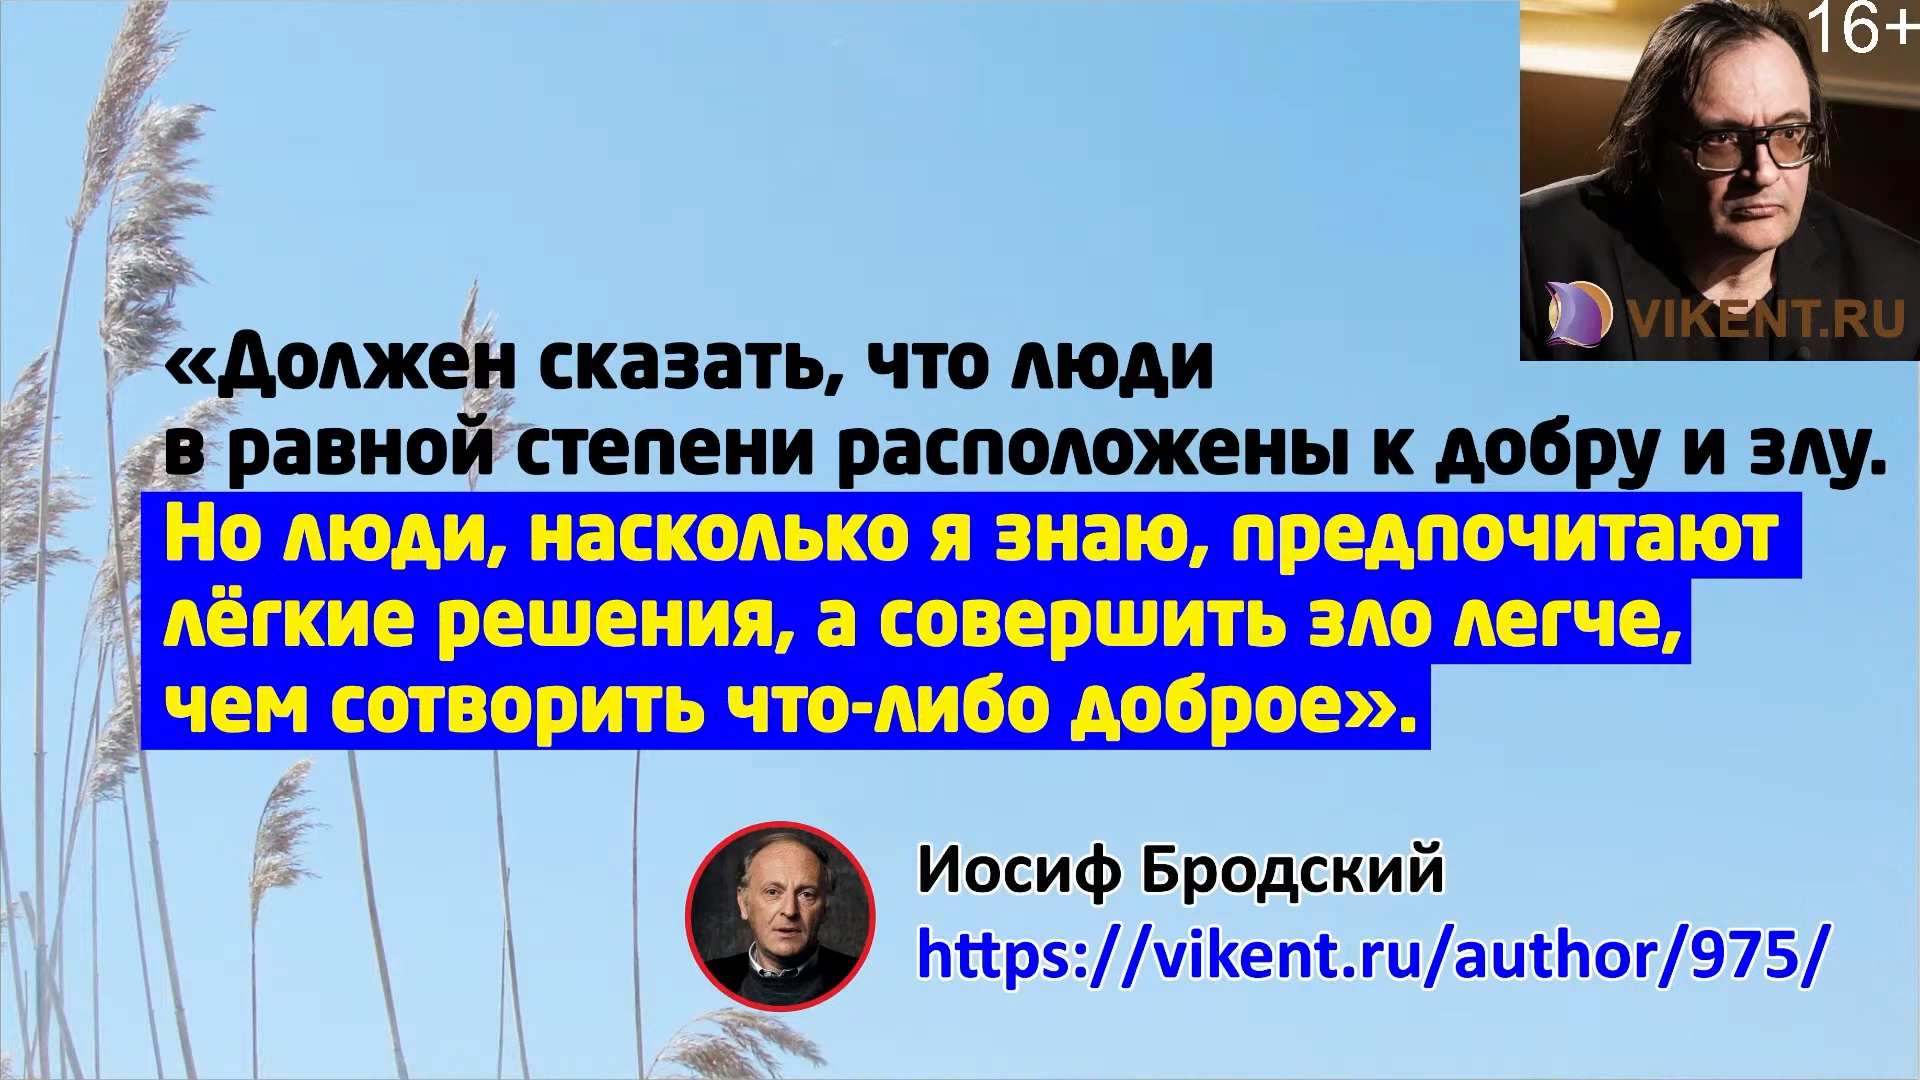 16+
VIKENT.RU
«Должен сказать, что люди
в равной степени расположены к добру и злу.
Но люди, насколько я знаю, предпочитают
лёгкие решения, а совершить зло легче,
чем сотворить что-либо доброе».
Иосиф Бродский
https://vikent.ru/author/975/